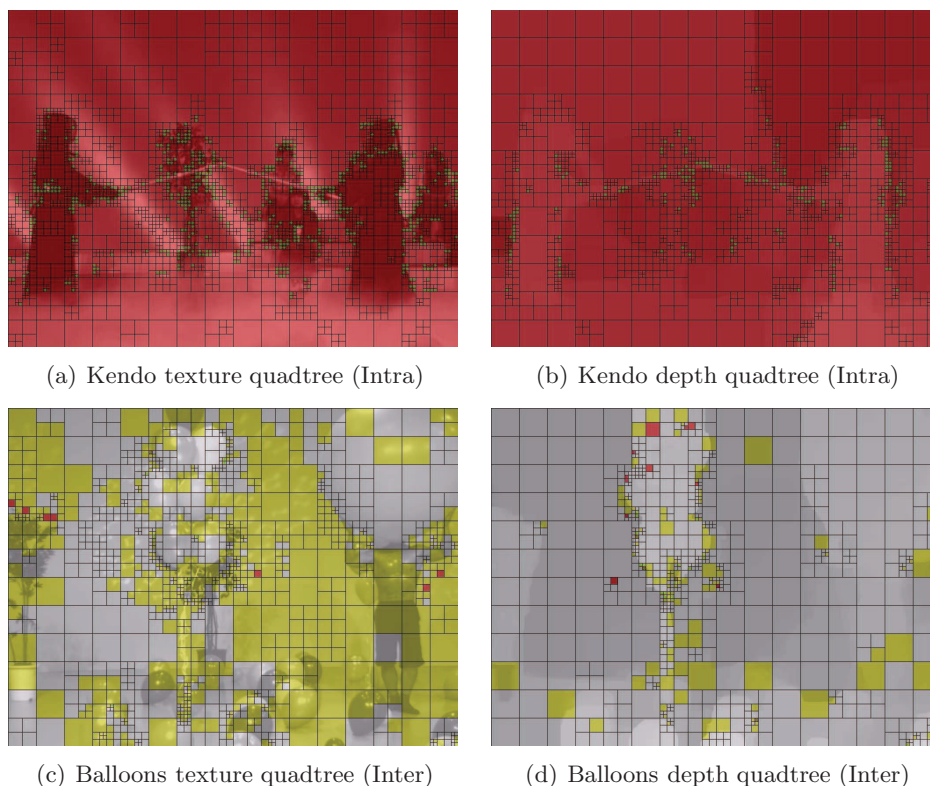 (a) Kendo texture quadtree (Intra)
(b) Kendo depth quadtree (Intra)
(c) Balloons texture quadtree (Inter)
(d) Balloons depth quadtree (Inter)